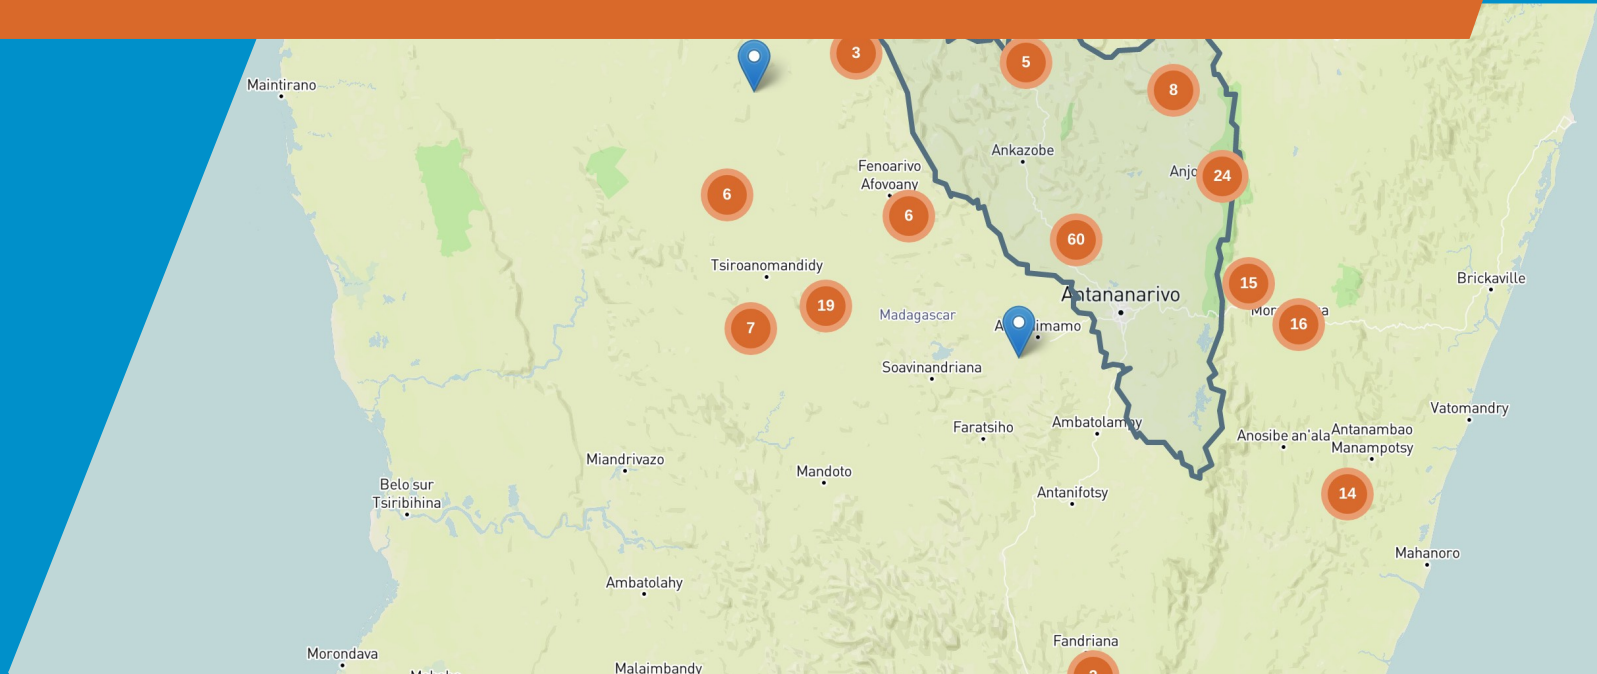 3
5
Maintirano
8
Ankazobe
Fenoarivo
Afovoany
Anjo
24
6
6
60
Tsiroanomandidy
Brickaville
15
Antananarivo
19
Madagascar
16
7
Soavinandriana
Vatomandry
Faratsiho
Ambatolampy
Anosibe an'ala
Antanambao
Manampotsy
Miandrivazo
Mandoto
Belo sur
Tsiribihina
Antanifotsy
14
Mahanoro
Ambatolahy
Fandriana
Morondava
Malaimbandy